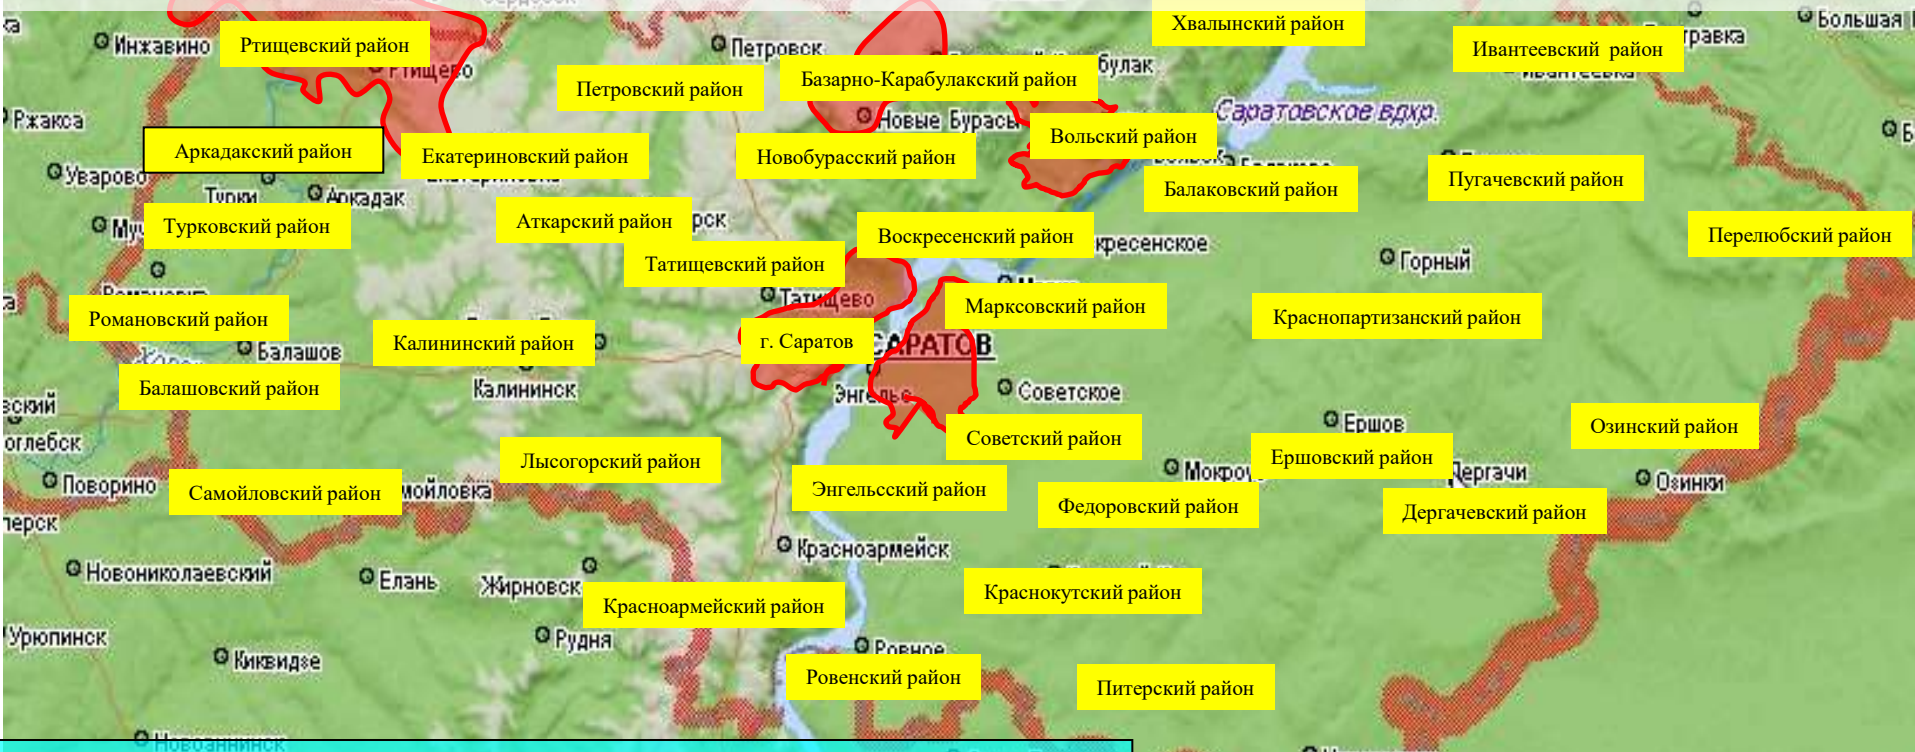 Хвалынский район
Большая
Ртищевский район
Инжавино
Петровск
Ивантеевский  район
Ртищево
Петровский район
Базарно-Карабулакский район
Саратовское вдхр.
Ржакса
Новые Бурасы
Вольский район
Аркадакский район
Екатериновский район
Новобурасский район
Уварово
Балаковский район
Пугачевский район
Турки
Аркадак
Турковский район
Аткарский район
Воскресенский район
Перелюбский район
Татищевский район
Горный
Татищево
Марксовский район
Романовский район
Краснопартизанский район
Калининский район
г. Саратов
САРАТОВ
Балашов
Балашовский район
Калининск
Энгельс
Советское
Ершов
Озинский район
Советский район
Лысогорский район
Ершовский район
Поворино
Самойловский район
Энгельсский район
Дергачи
Озинки
Федоровский район
Дергачевский район
Красноармейск
Новониколаевский
Елань
Жирновск
Красноармейский район
Краснокутский район
Урюпинск
Рудня
Киквидзе
Ровное
Ровенский район
Питерский район